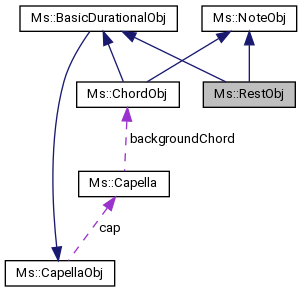 Ms::BasicDurationalObj
Ms::NoteObj
Ms::ChordObj
Ms::RestObj
backgroundChord
Ms::Capella
cap
Ms::CapellaObj